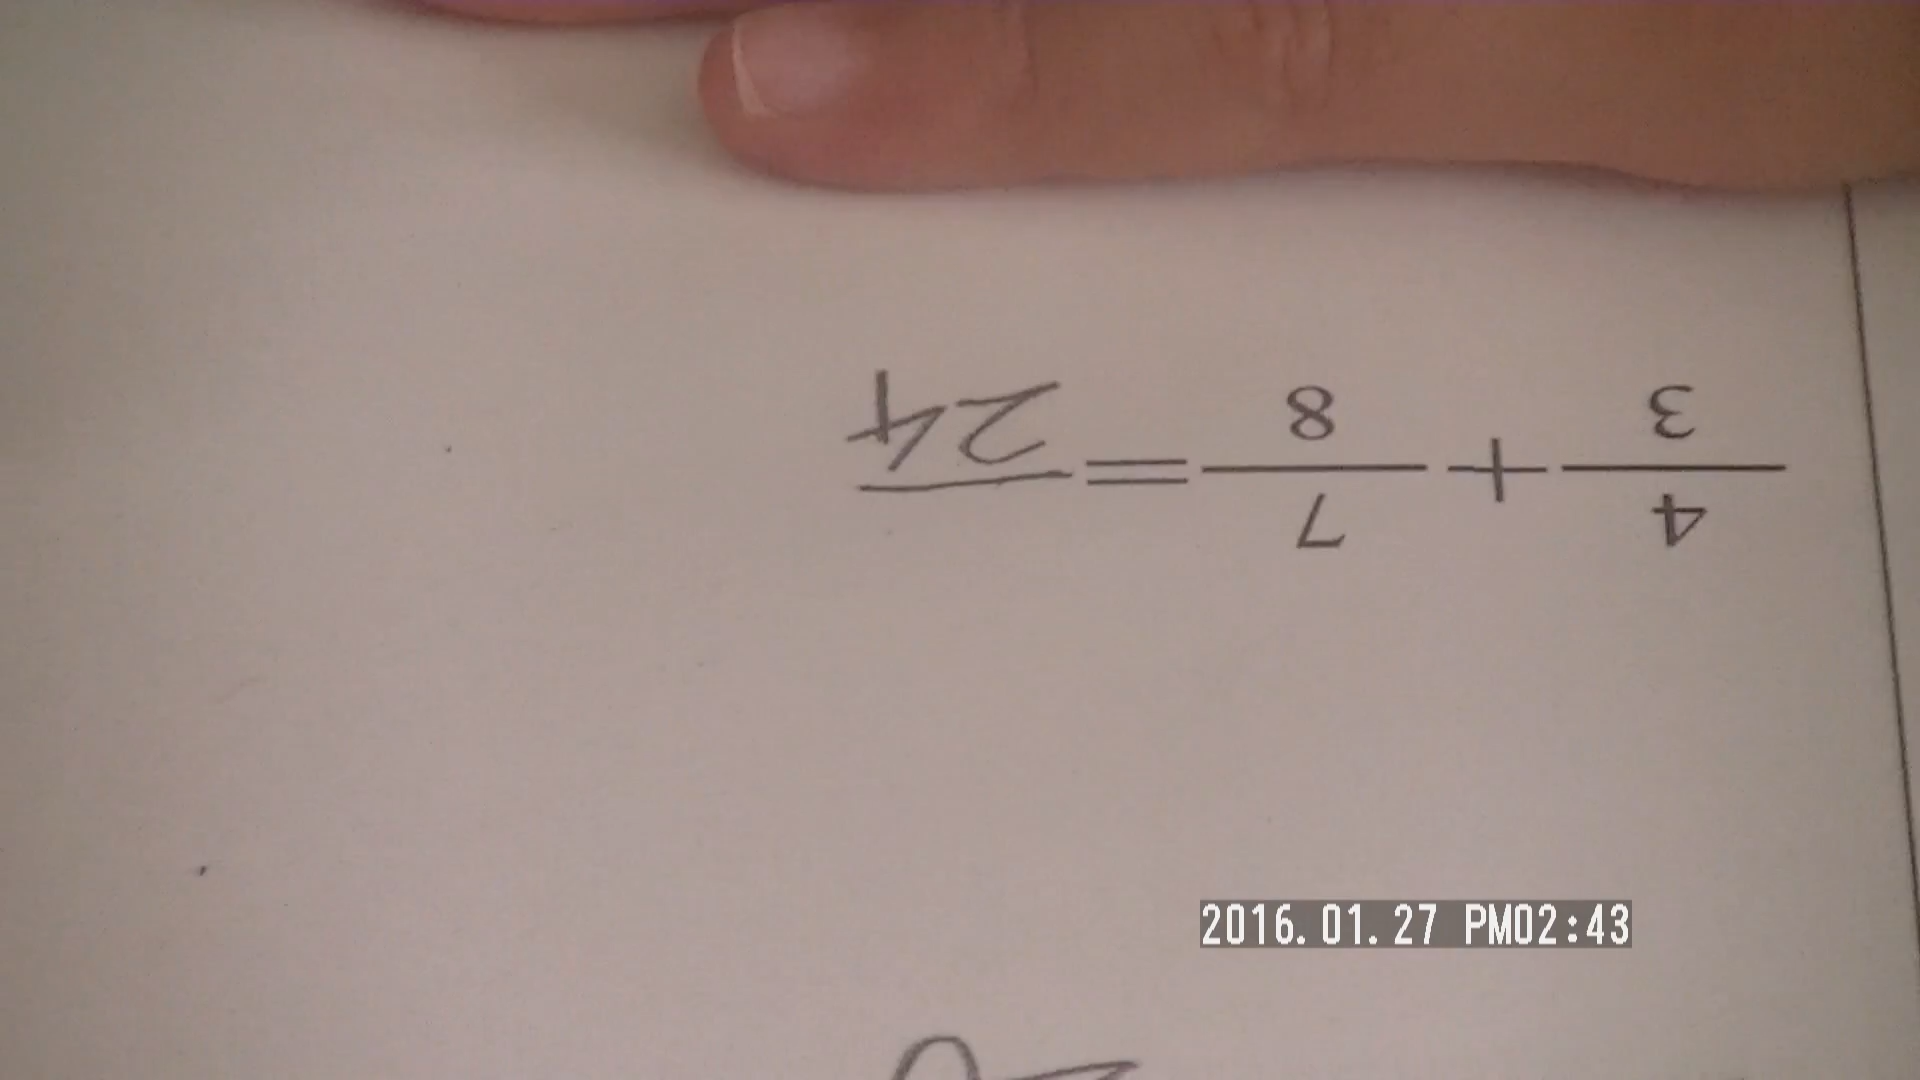 4 7
— + — = —
3 8 24
2016.01.27 PM02:43